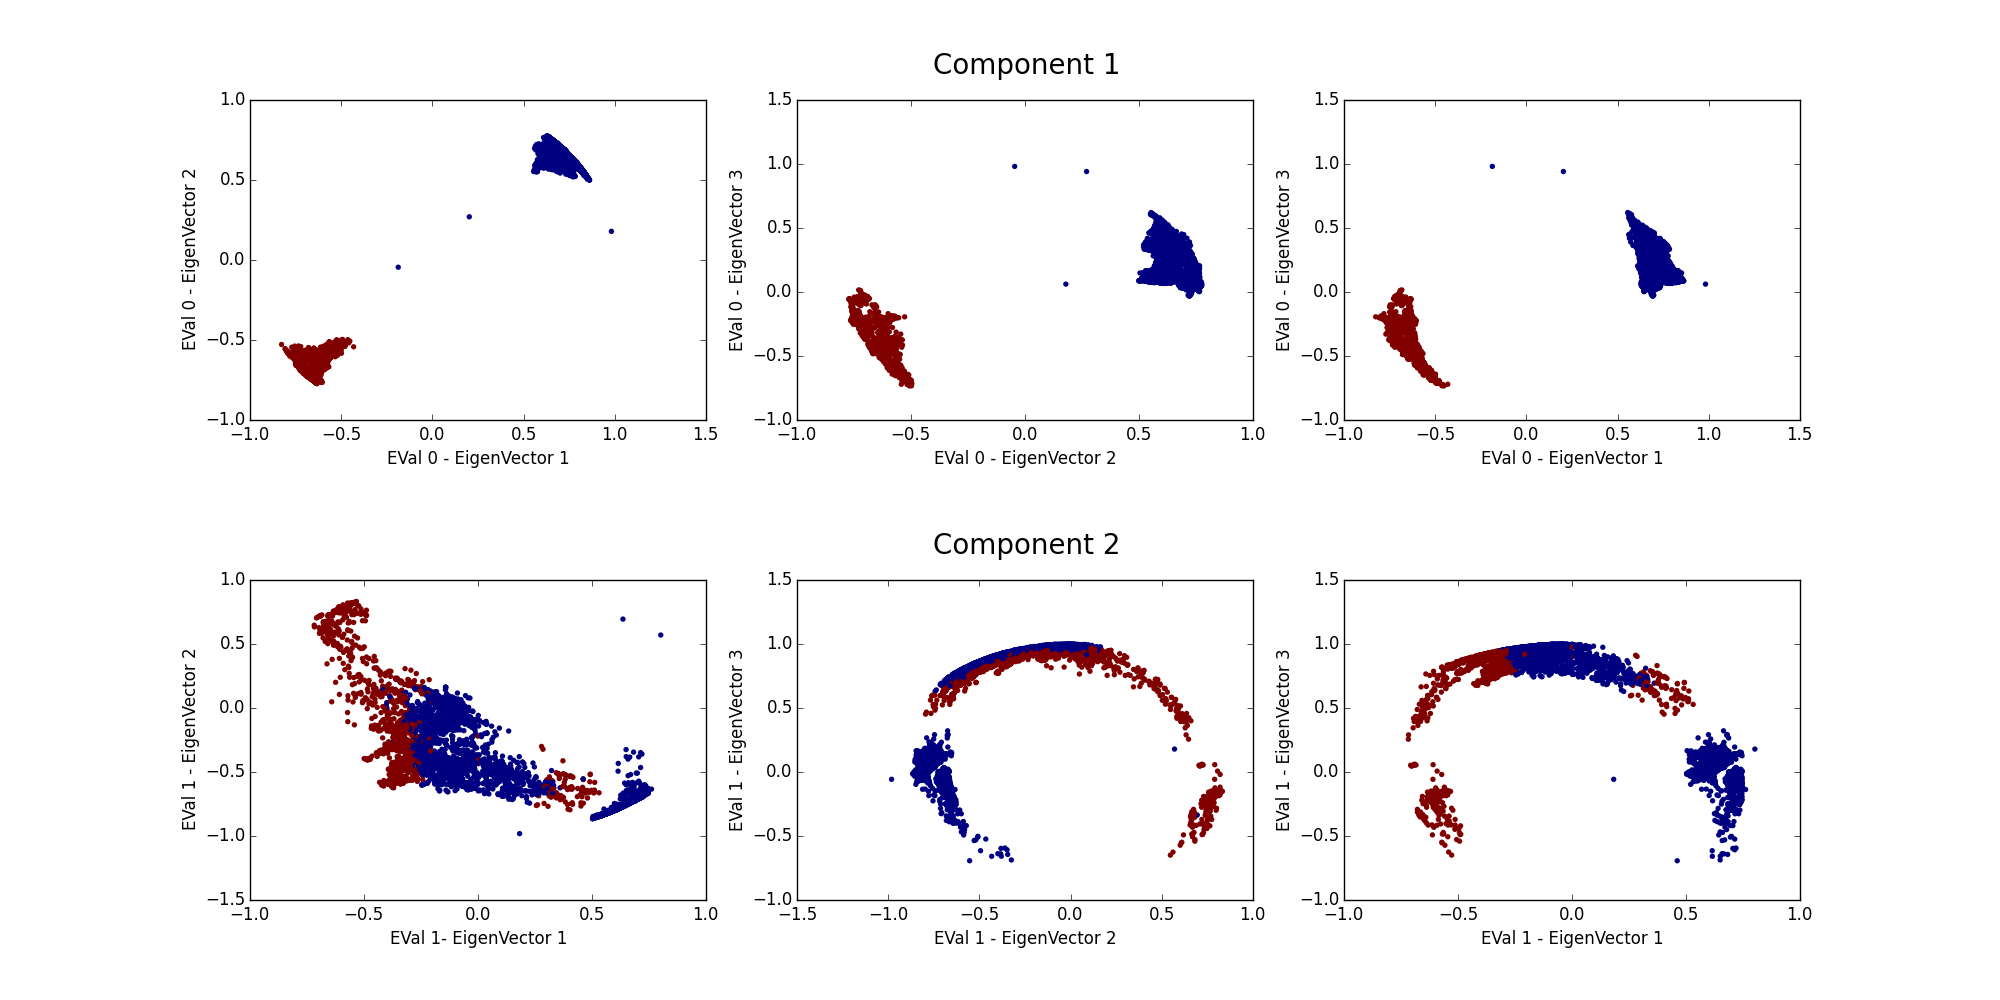 Component 1
1.0
0.5
0.0
−0.5
−1.0
EVal 0 - EigenVector 2
−1.0 −0.5 0.0 0.5 1.0 1.5
EVal 0 - EigenVector 1
1.5
1.0
0.5
0.0
−0.5
−1.0
EVal 0 - EigenVector 3
−1.0 −0.5 0.0 0.5 1.0
EVal 0 - EigenVector 2
1.5
1.0
0.5
0.0
−0.5
−1.0
EVal 0 - EigenVector 3
−1.0 −0.5 0.0 0.5 1.0 1.5
EVal 0 - EigenVector 1
Component 2
1.0
0.5
0.0
−0.5
−1.0
−1.5
EVal 1 - EigenVector 2
−1.0 −0.5 0.0 0.5 1.0
EVal 1- EigenVector 1
1.5
1.0
0.5
0.0
−0.5
−1.0
EVal 1 - EigenVector 3
−1.5 −1.0 −0.5 0.0 0.5 1.0
EVal 1 - EigenVector 2
1.5
1.0
0.5
0.0
−0.5
−1.0
EVal 1 - EigenVector 3
−1.0 −0.5 0.0 0.5 1.0
EVal 1 - EigenVector 1